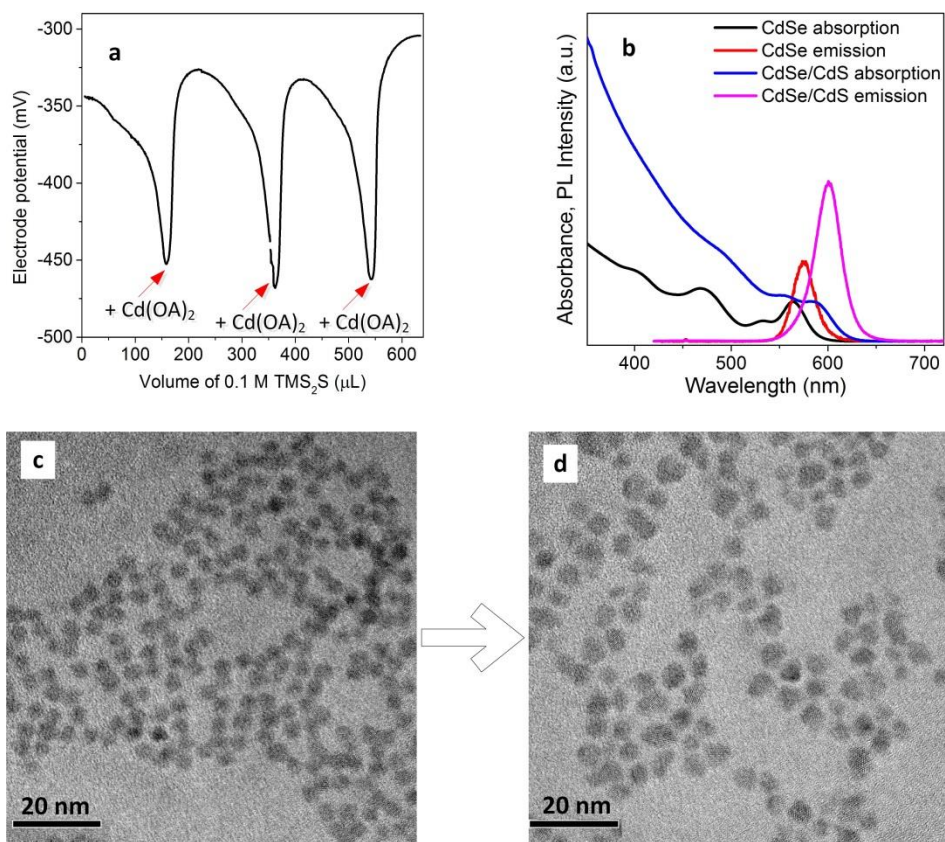 a
-300
-350
-400
-450
-500
Electrode potential (mV)
+ Cd(OA)₂
+ Cd(OA)₂
+ Cd(OA)₂
0 100 200 300 400 500 600
Volume of 0.1 M TMS₂S (µL)
b
CdSe absorption
CdSe emission
CdSe/CdS absorption
CdSe/CdS emission
Absorbance, PL Intensity (a.u.)
400 500 600 700
Wavelength (nm)
c
20 nm
d
20 nm